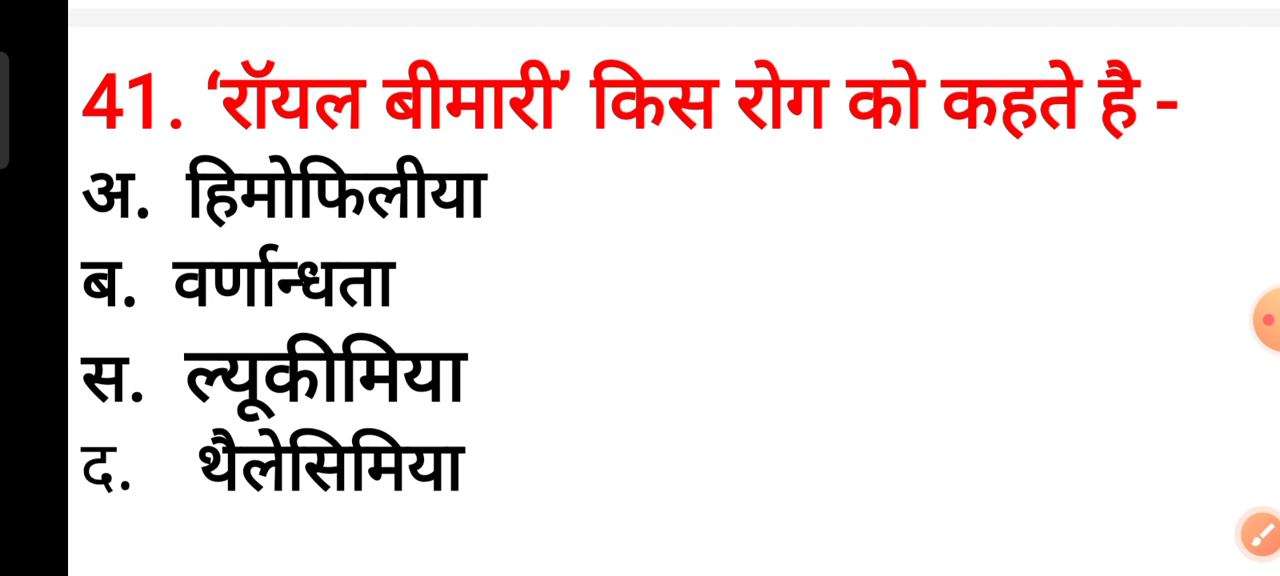 41. ‘रॉयल बीमारी’ किस रोग को कहते है -
अ. हिमोफिलीया
ब. वर्णान्धता
स. ल्यूकीमिया
द. थैलेसिमिया